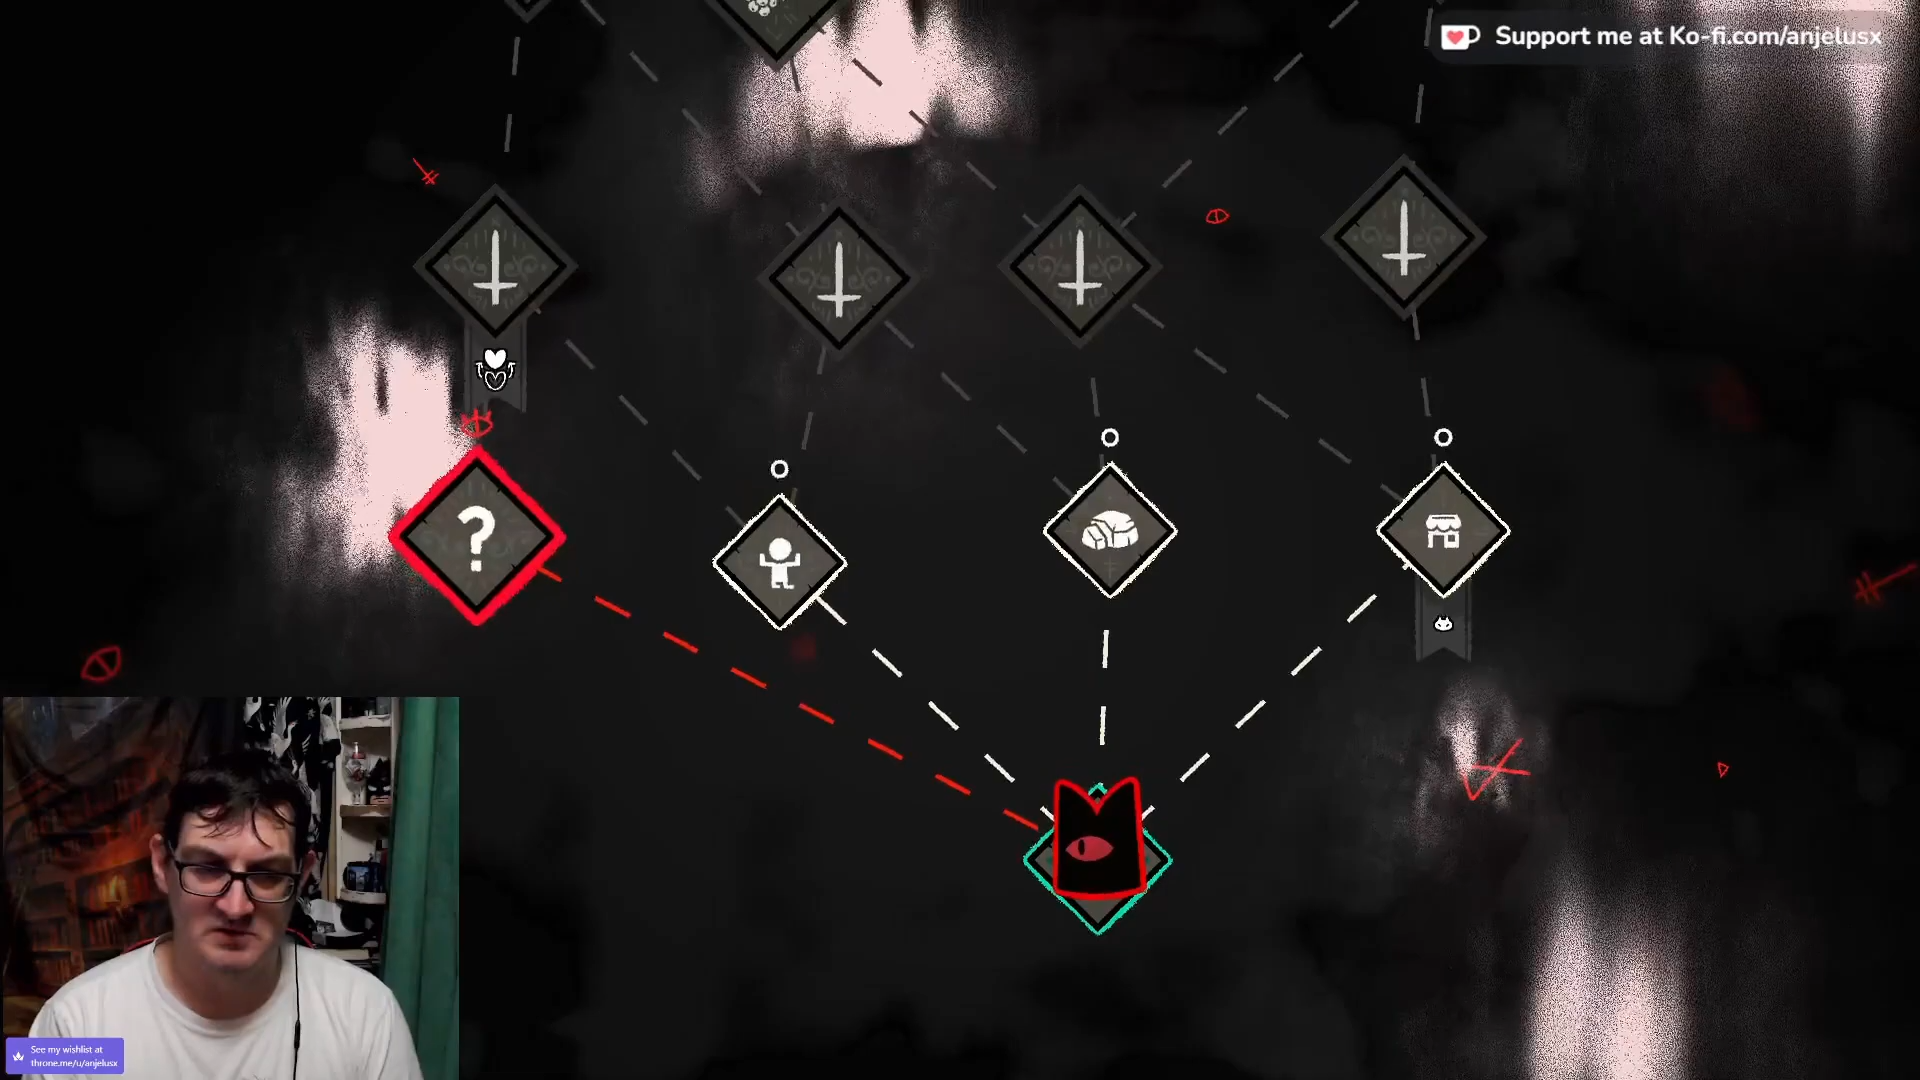 Support me at Ko-fi.com/anjelusx
?
See my wishlist at
throne.me/u/anjelusx